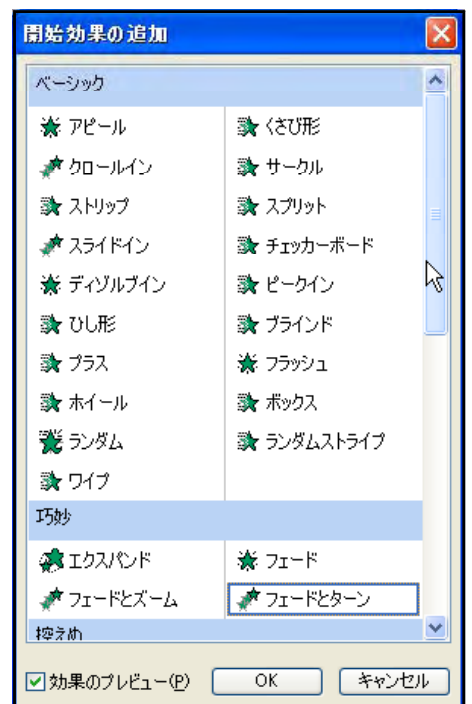 開始効果の追加
ベーシック
アピール
くさび形
クロールイン
サークル
ストリップ
スプリット
スライドイン
チェッカーボード
ディゾルブイン
ピークイン
ひし形
ブラインド
プラス
フラッシュ
ホイール
ボックス
ランダム
ランダムストライプ
ワイプ
巧妙
エクスパンド
フェード
フェードとズーム
フェードとターン
控えめ
効果のプレビュー(P)
OK
キャンセル